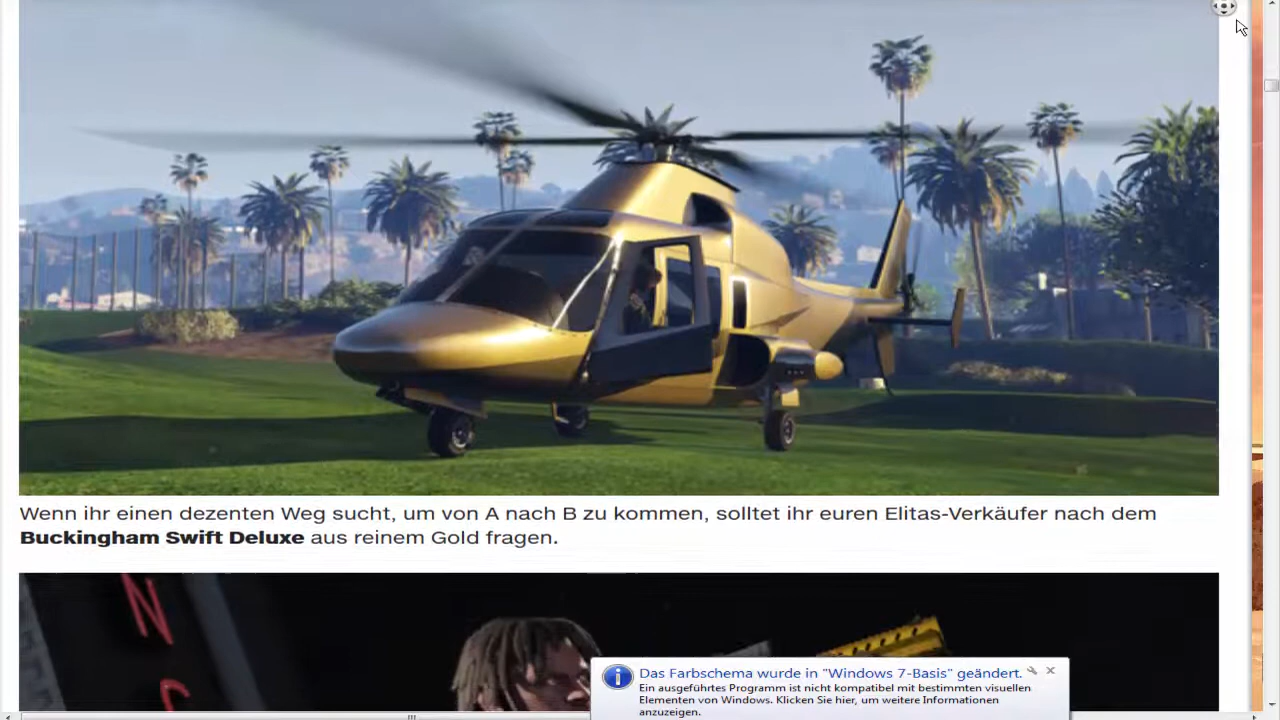 Wenn ihr einen dezenten Weg sucht, um von A nach B zu kommen, solltet ihr euren Elitas-Verkäufer nach dem
Buckingham Swift Deluxe aus reinem Gold fragen.
N
Das Farbschema wurde in "Windows 7-Basis" geändert.
Ein ausgeführtes Programm ist nicht kompatibel mit bestimmten visuellen
Elementen von Windows. Klicken Sie hier, um weitere Informationen
anzuzeigen.